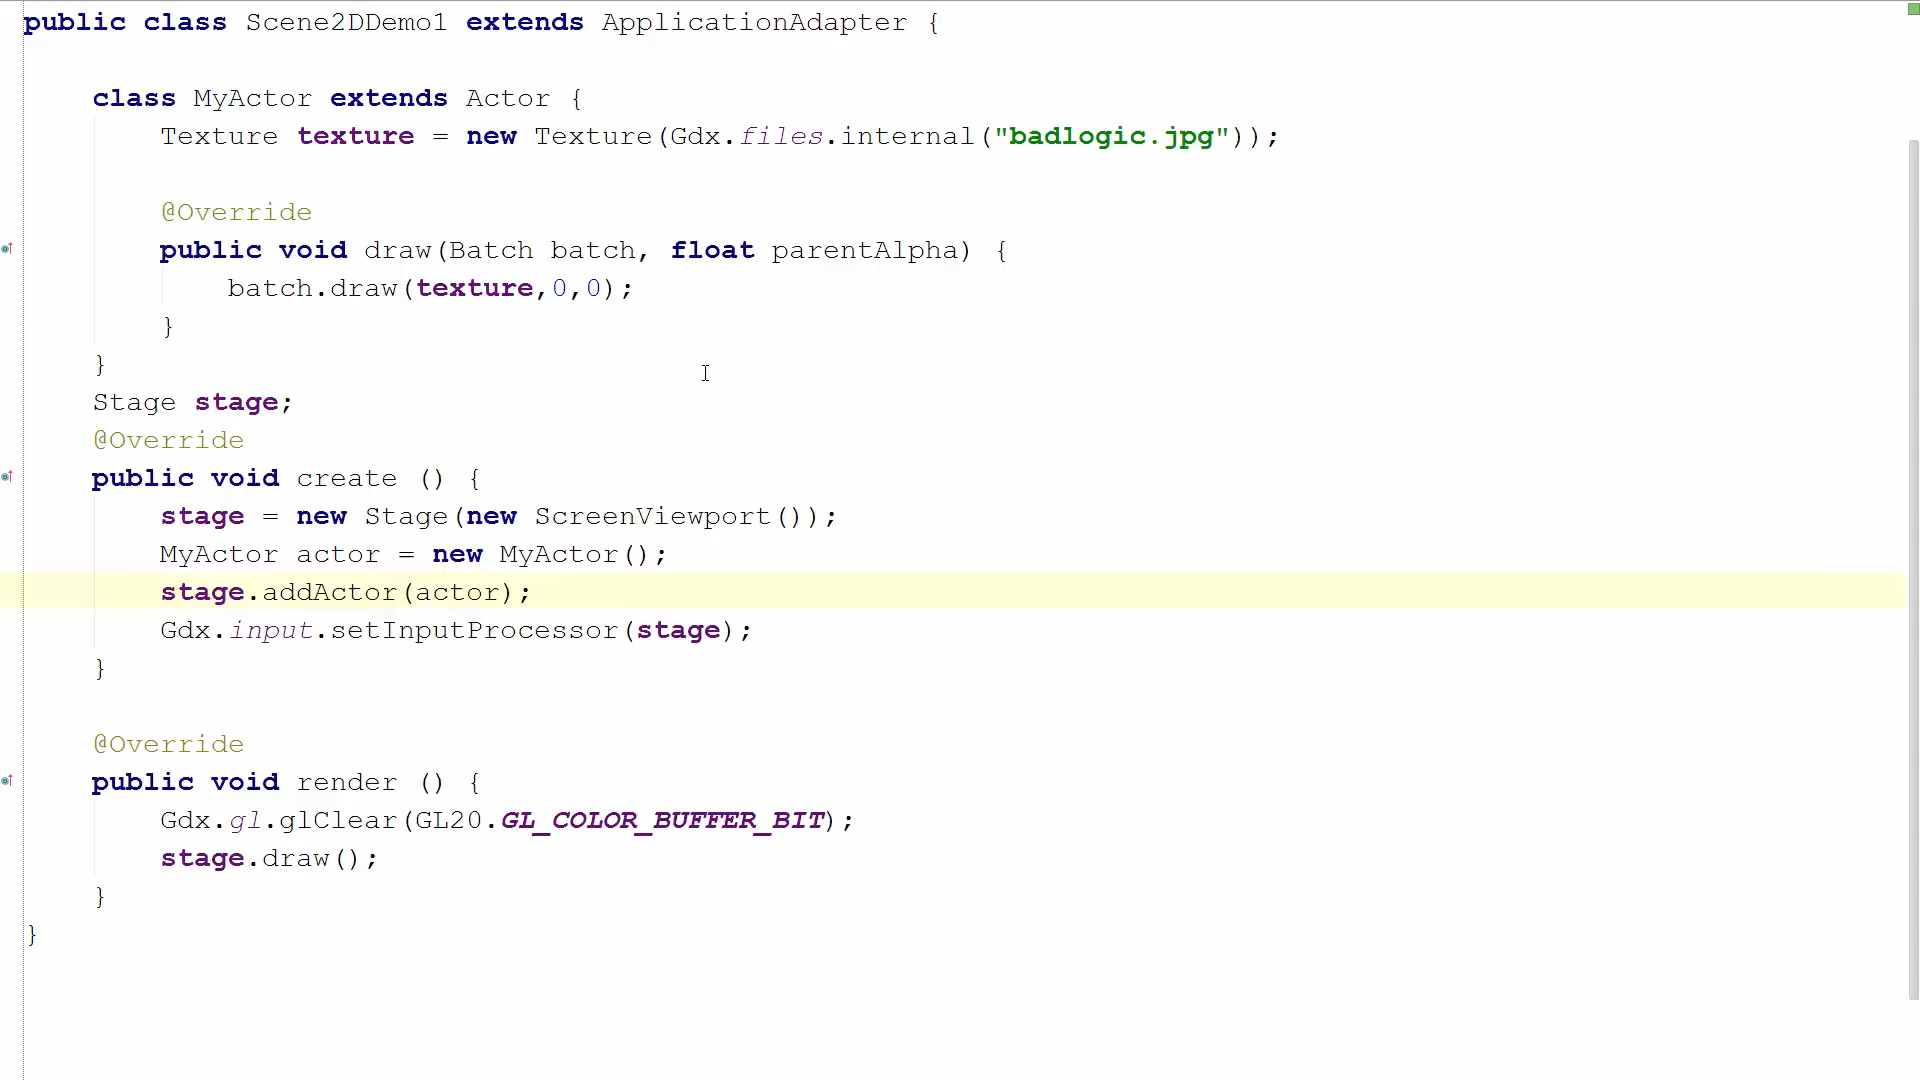 public class Scene2DDemo1 extends ApplicationAdapter {
class MyActor extends Actor {
Texture texture = new Texture(Gdx.files.internal("badlogic.jpg"));
@Override
public void draw(Batch batch, float parentAlpha) {
batch.draw(texture,0,0);
}
}
Stage stage;
@Override
public void create () {
stage = new Stage(new ScreenViewport());
MyActor actor = new MyActor();
stage.addActor(actor);
Gdx.input.setInputProcessor(stage);
}
@Override
public void render () {
Gdx.gl.glClear(GL20.GL_COLOR_BUFFER_BIT);
stage.draw();
}
}